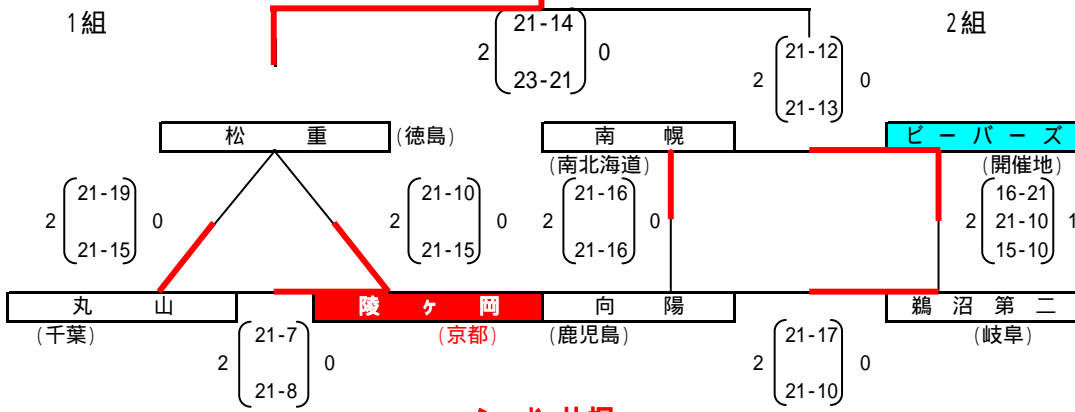 1組
2
21-14
23-21
0
2組
2
21-12
21-13
0
松 重
(徳島)
南 幌
(南北海道)
ビーバーズ
(開催地)
2
21-19
21-15
0
2
21-10
21-15
0
2
21-16
21-16
0
2
16-21
21-10
15-10
1
丸 山
(千葉)
陵ヶ岡
(京都)
向 陽
(鹿児島)
鵜沼第二
(岐阜)
2
21-7
21-8
0
2
21-17
21-10
0